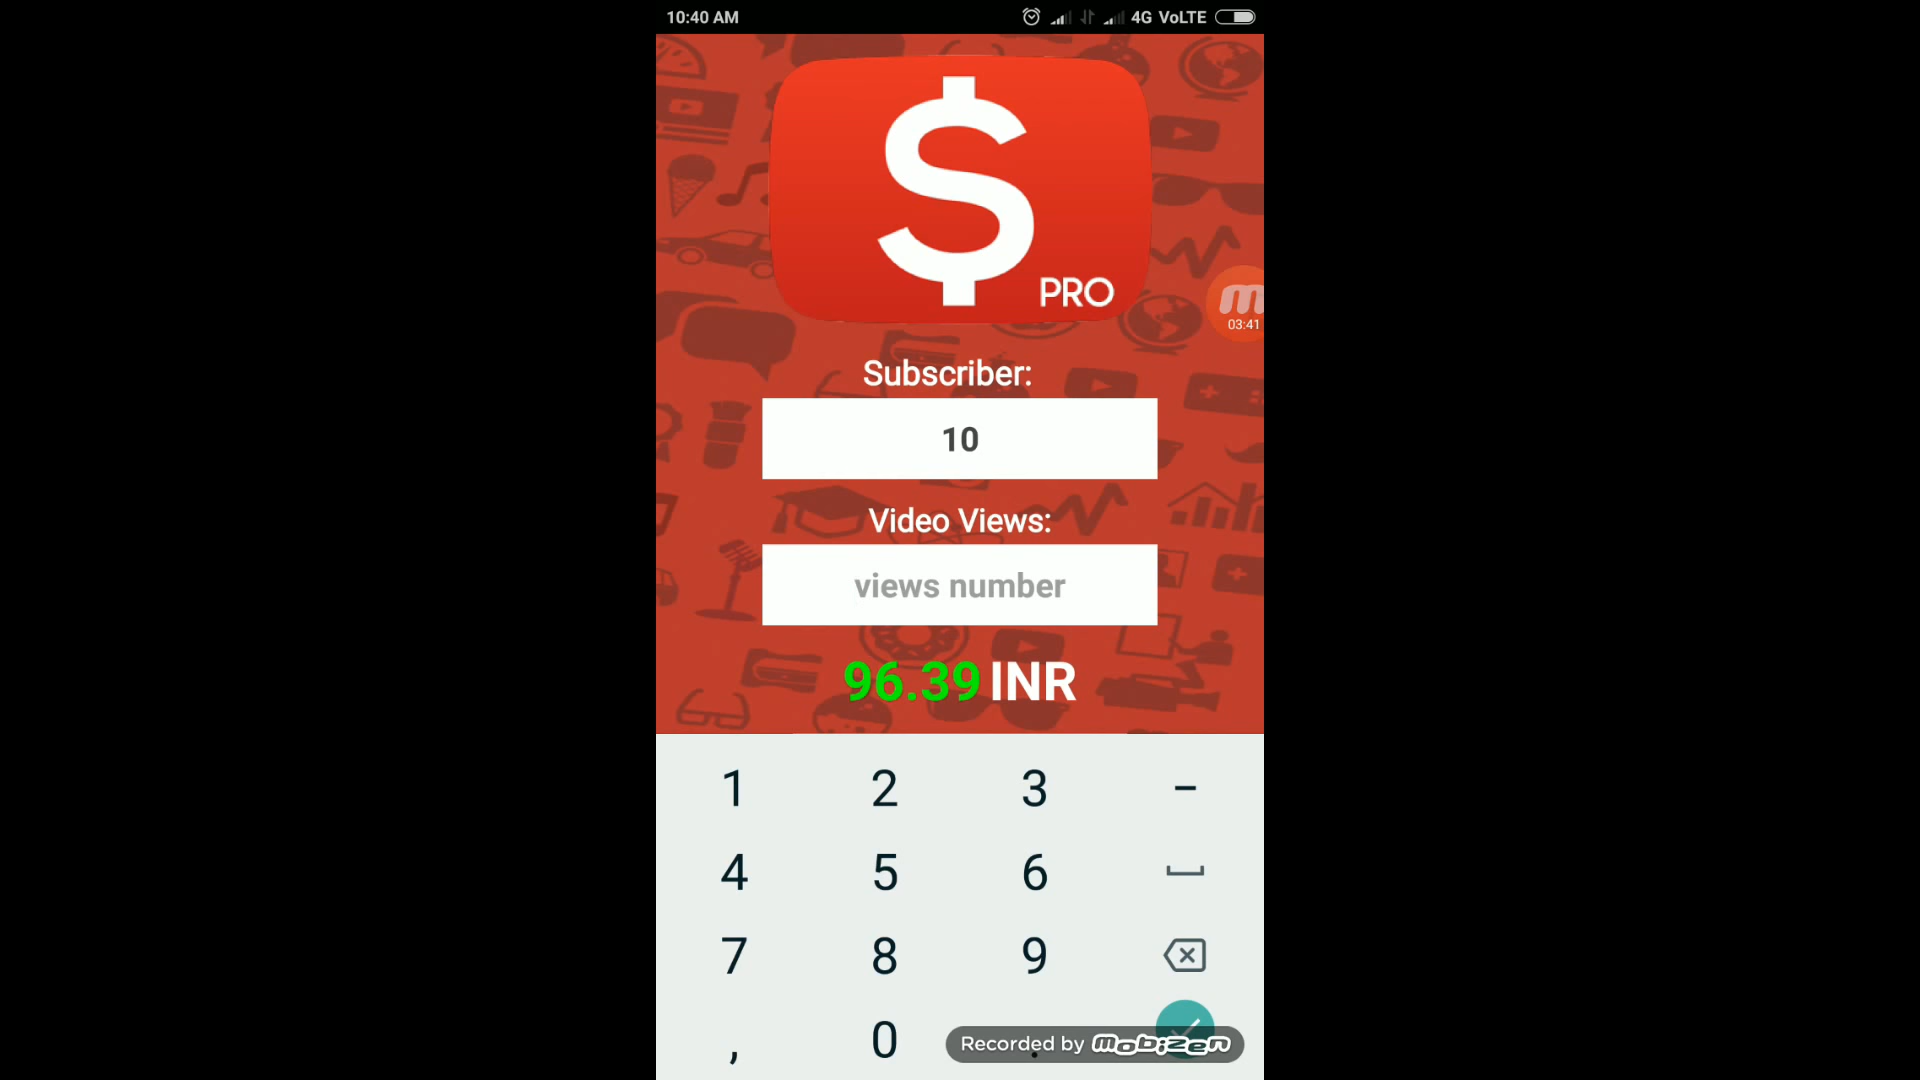 10:40 AM 4G VoLTE
$
PRO
03:41
Subscriber:
10
Video Views:
views number
96.39 INR
1 2 3 -
4 5 6
7 8 9
, 0 .
Recorded by mobizen